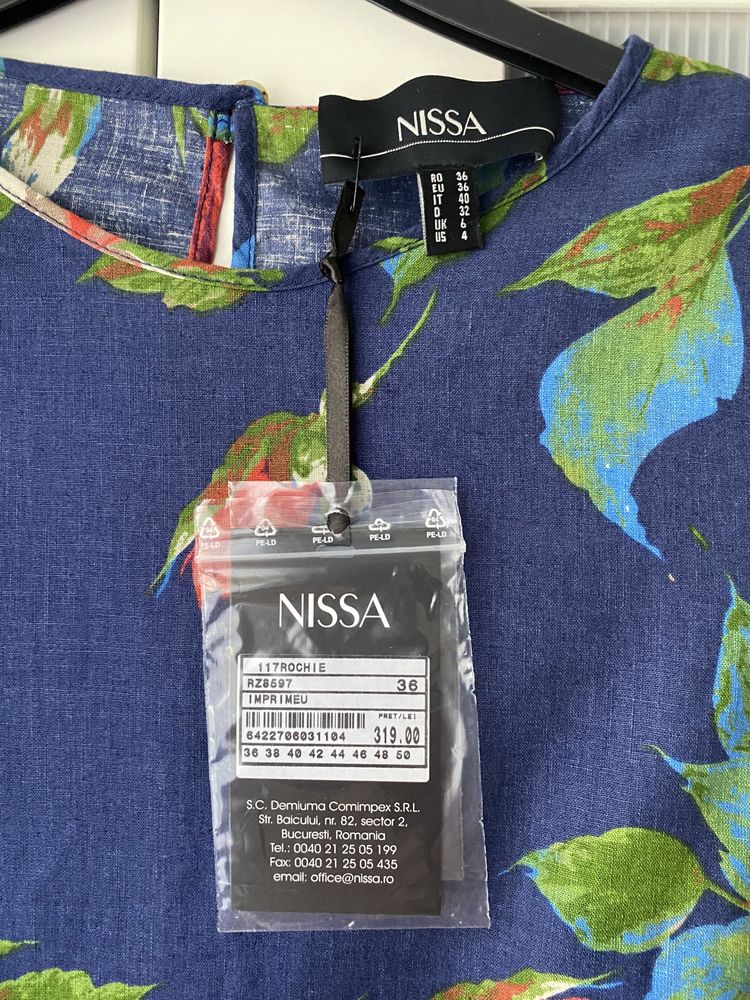 NISSA
RO 36
EU 36
IT 40
D 32
UK 6
US 4
PE-LD PE-LD PE-LD PE-LD PE-LD
NISSA
117ROCHIE
RZ8597 36
IMPRIMEU
PRET/LEI
6422706031104 319.00
36 38 40 42 44 46 48 50
S.C. Demiuma Comimpex S.R.L.
Str. Baicului, nr. 82, sector 2,
Bucuresti, Romania
Tel.: 0040 21 25 05 199
Fax: 0040 21 25 05 435
email: office@nissa.ro